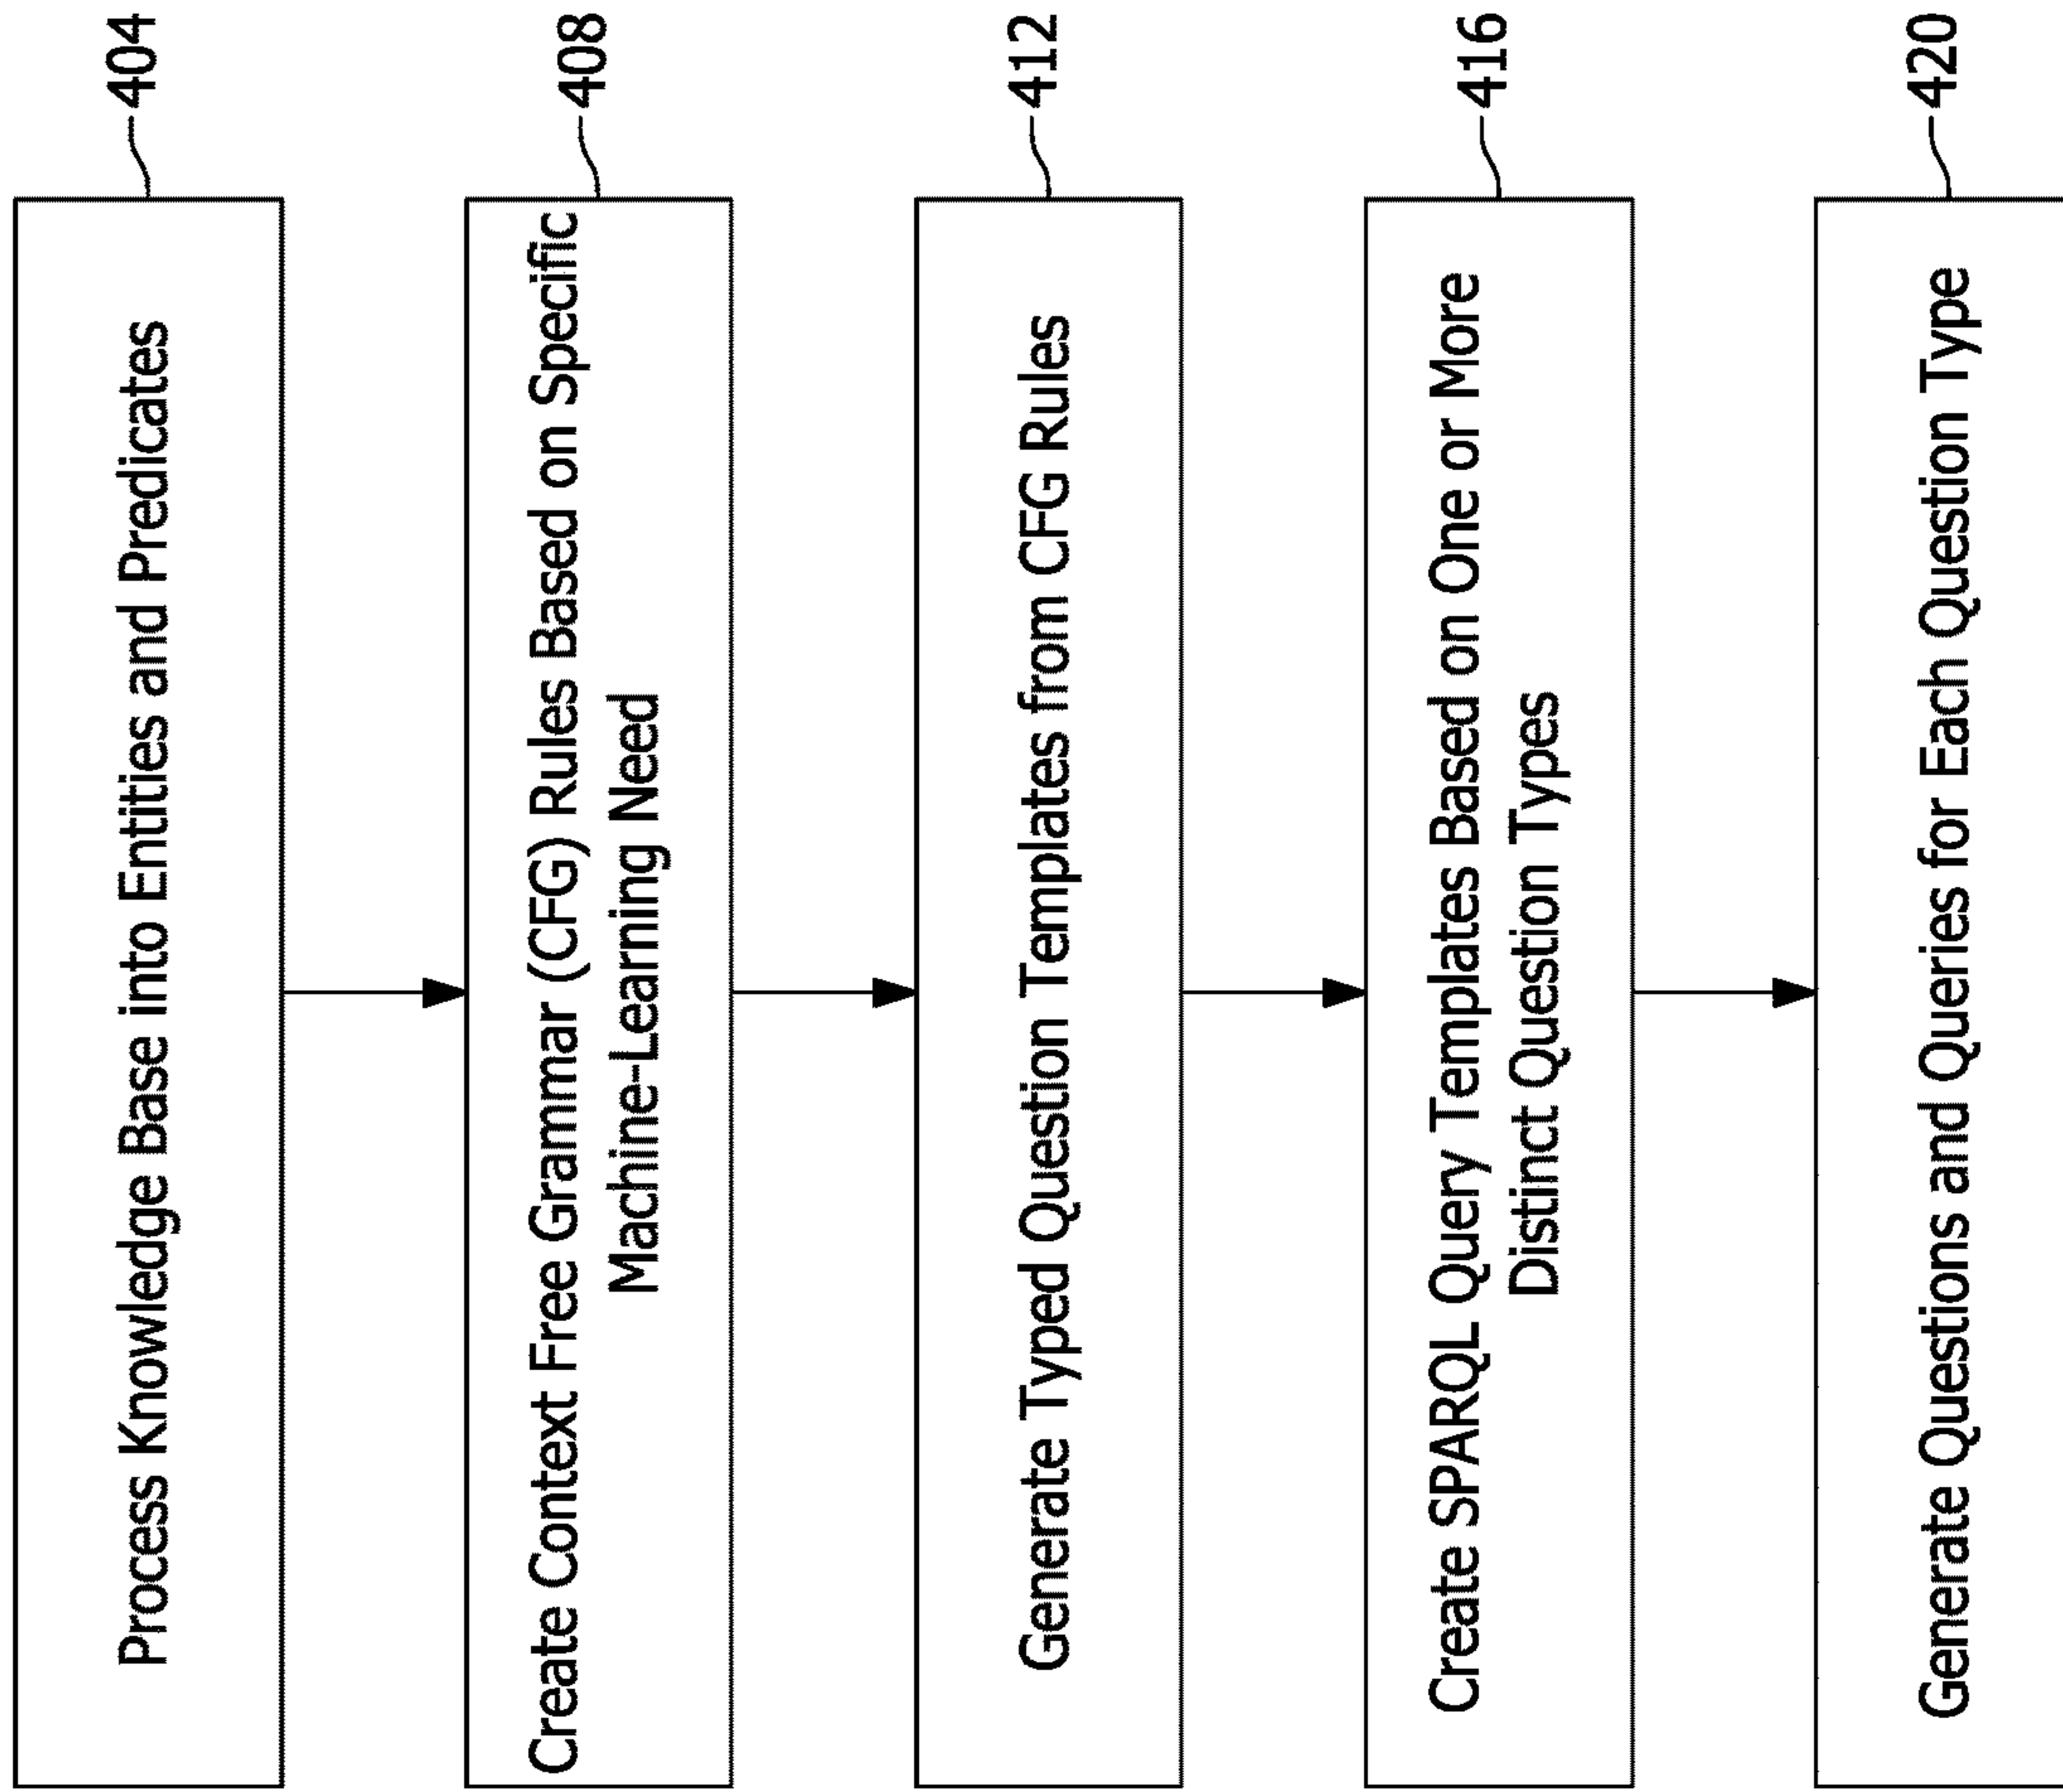 Process Knowledge Base into Entities and Predicates
404
Create Context Free Grammar (CFG) Rules Based on Specific
Machine-Learning Need
408
Generate Typed Question Templates from CFG Rules
412
Create SPARQL Query Templates Based on One or More
Distinct Question Types
416
Generate Questions and Queries for Each Question Type
420